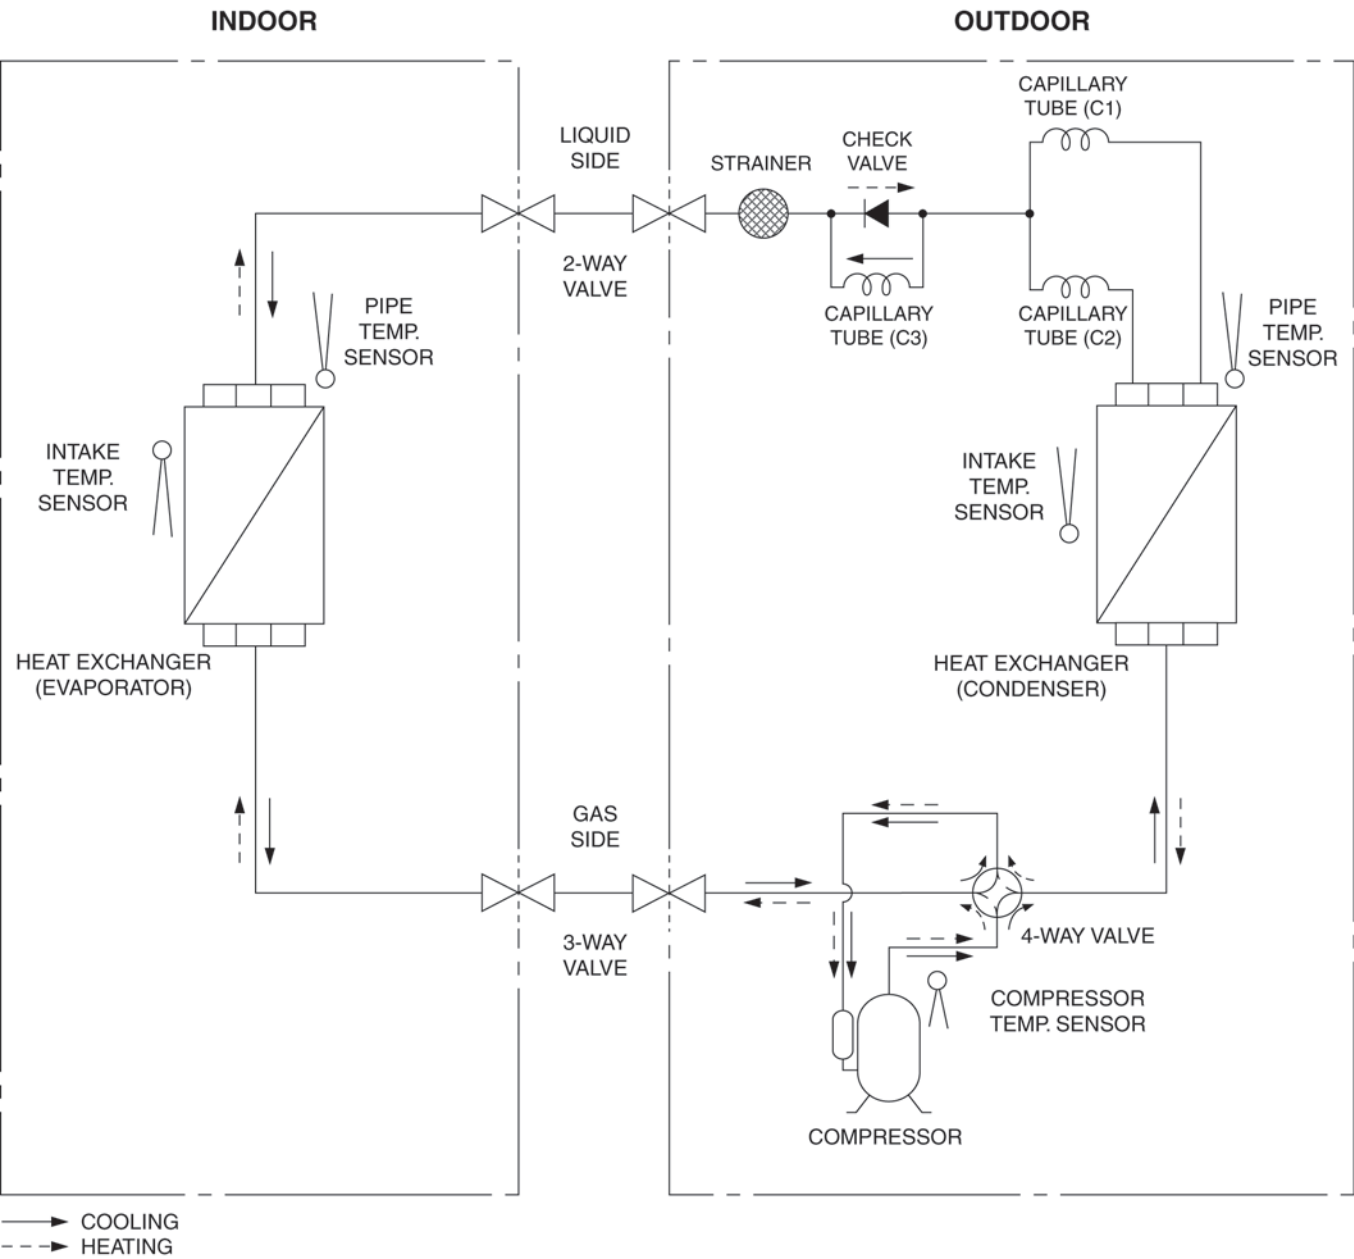 INDOOR
OUTDOOR
CAPILLARY
TUBE (C1)
LIQUID
SIDE
STRAINER
CHECK
VALVE
2-WAY
VALVE
CAPILLARY
TUBE (C3)
CAPILLARY
TUBE (C2)
PIPE
TEMP.
SENSOR
PIPE
TEMP.
SENSOR
INTAKE
TEMP.
SENSOR
INTAKE
TEMP.
SENSOR
HEAT EXCHANGER
(EVAPORATOR)
HEAT EXCHANGER
(CONDENSER)
GAS
SIDE
3-WAY
VALVE
4-WAY VALVE
COMPRESSOR
TEMP. SENSOR
COMPRESSOR
COOLING
HEATING